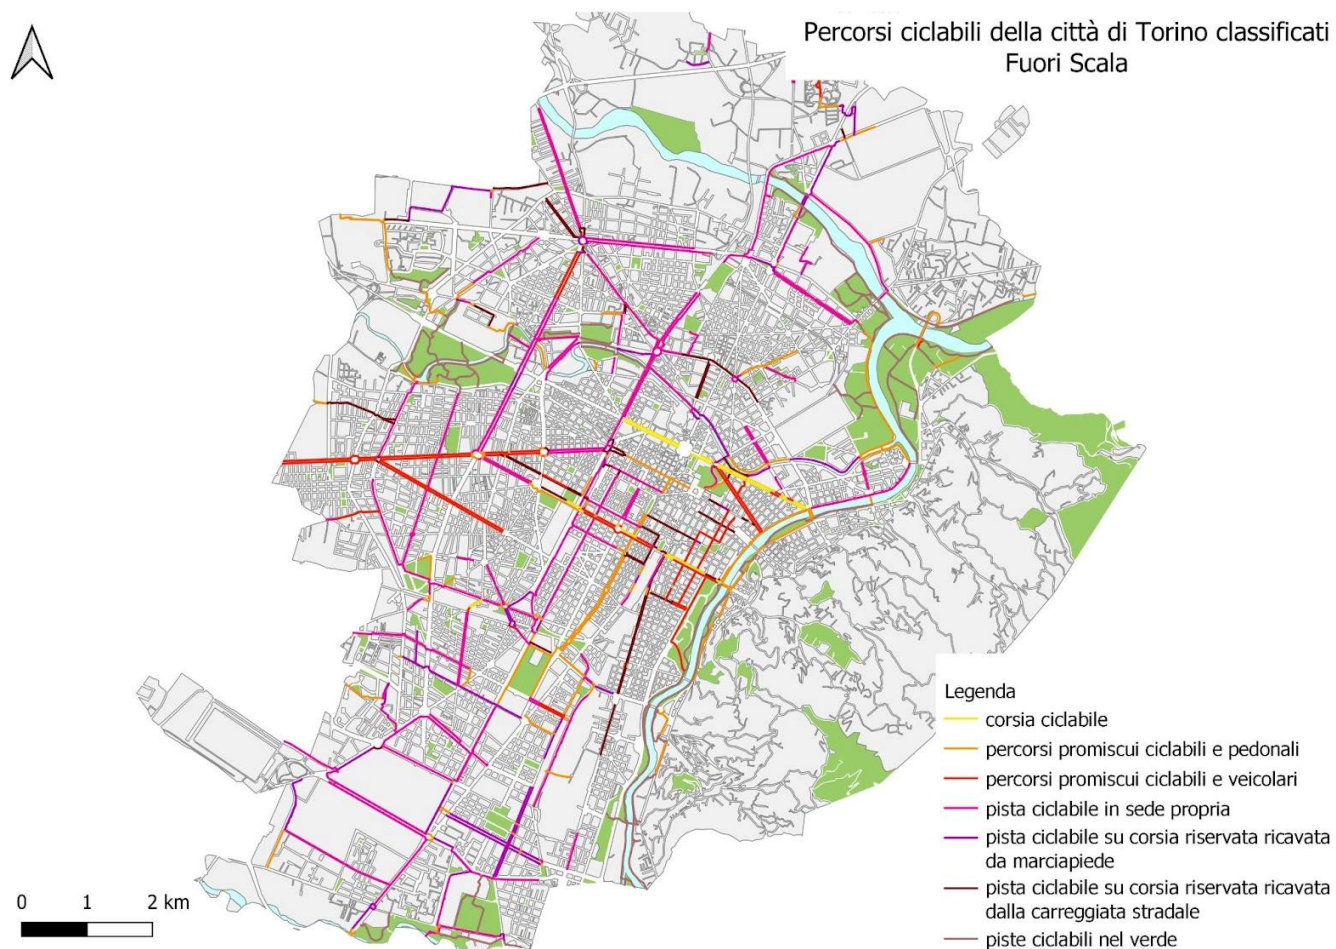 Percorsi ciclabili della città di Torino classificati
Fuori Scala
Legenda
corsia ciclabile
percorsi promiscui ciclabili e pedonali
percorsi promiscui ciclabili e veicolari
pista ciclabile in sede propria
pista ciclabile su corsia riservata ricavata
da marciapiede
pista ciclabile su corsia riservata ricavata
dalla carreggiata stradale
piste ciclabili nel verde
0 1 2 km